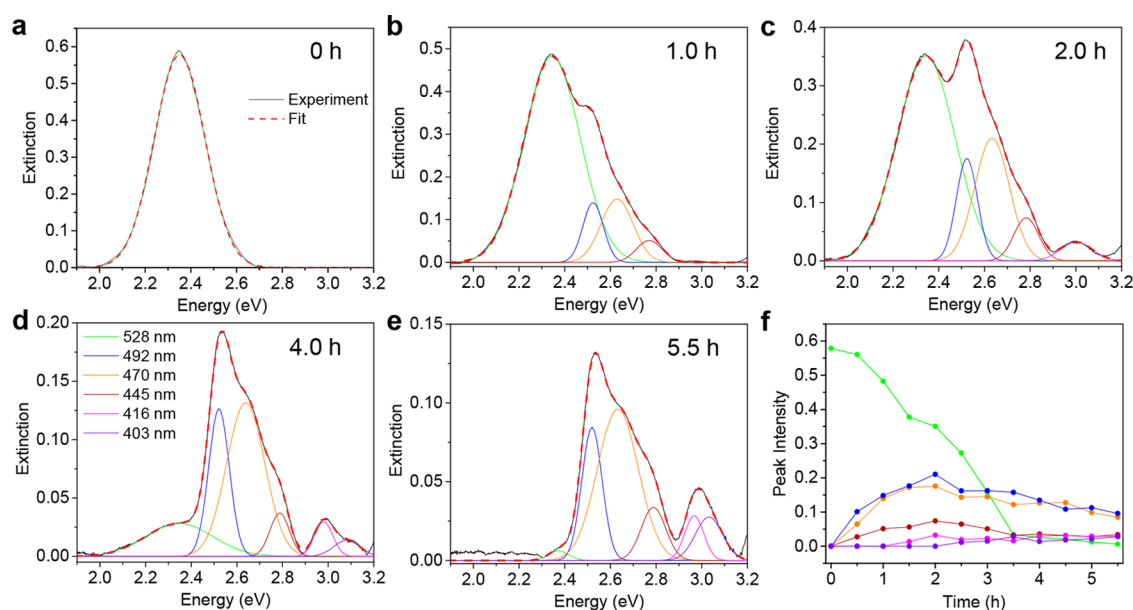 a
0 h
Experiment
Fit
Extinction
0.6
0.5
0.4
0.3
0.2
0.1
0.0
2.0 2.2 2.4 2.6 2.8 3.0 3.2
Energy (eV)
b
1.0 h
Extinction
0.5
0.4
0.3
0.2
0.1
0.0
2.0 2.2 2.4 2.6 2.8 3.0 3.2
Energy (eV)
c
2.0 h
Extinction
0.4
0.3
0.2
0.1
0.0
2.0 2.2 2.4 2.6 2.8 3.0 3.2
Energy (eV)
d
4.0 h
528 nm
492 nm
470 nm
445 nm
416 nm
403 nm
Extinction
0.20
0.15
0.10
0.05
0.00
2.0 2.2 2.4 2.6 2.8 3.0 3.2
Energy (eV)
e
5.5 h
Extinction
0.15
0.10
0.05
0.00
2.0 2.2 2.4 2.6 2.8 3.0 3.2
Energy (eV)
f
Peak Intensity
0.6
0.5
0.4
0.3
0.2
0.1
0.0
0 1 2 3 4 5
Time (h)